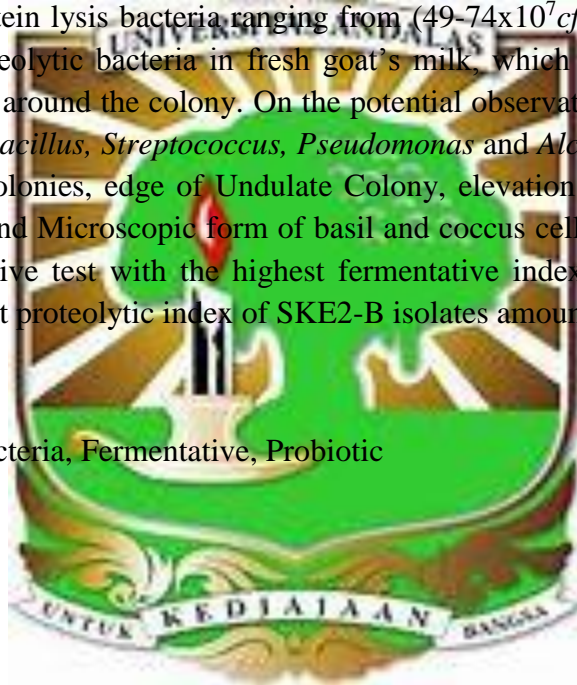 tein lysis bacteria ranging from (49-74x10⁷cf
UNIVERSITAS ANDALAS
eolytic bacteria in fresh goat's milk, which
around the colony. On the potential observat
acillus, Streptococcus, Pseudomonas and Alc
olonies, edge of Undulate Colony, elevation
nd Microscopic form of basil and coccus cell
ive test with the highest fermentative index
t proteolytic index of SKE2-B isolates amoun
cteria, Fermentative, Probiotic
UNTUK KEDJAJAAN BANGSA